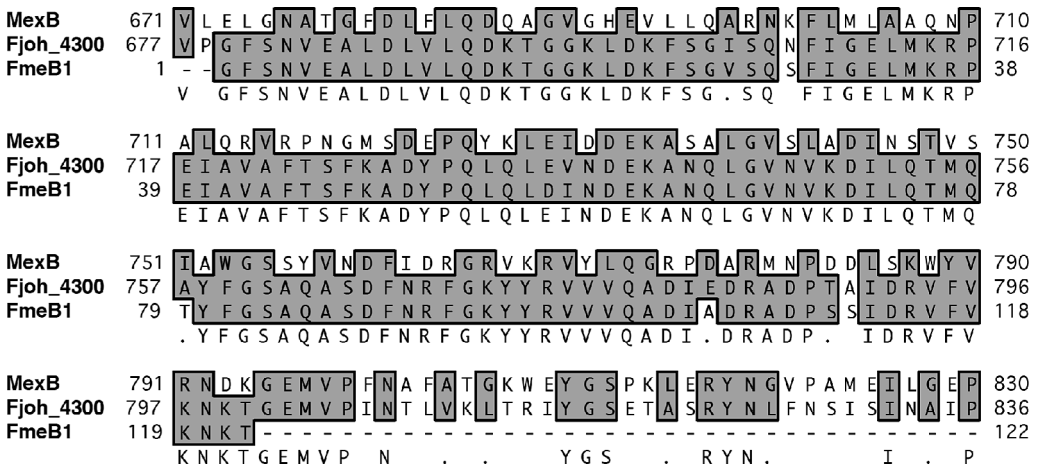 MexB 671 V L E L G N A T G F D L F L Q D Q A G V G H E V L L Q A R N K F L M L A A Q N P 710
Fjoh_4300 677 V P G F S N V E A L D L V L Q D K T G G K L D K F S G I S Q N F I G E L M K R P 716
FmeB1 1 - - G F S N V E A L D L V L Q D K T G G K L D K F S G V S Q S F I G E L M K R P 38
V G F S N V E A L D L V L Q D K T G G K L D K F S G . S Q F I G E L M K R P
MexB 711 A L Q R V R P N G M S D E P Q Y K L E I D D E K A S A L G V S L A D I N S T V S 750
Fjoh_4300 717 E I A V A F T S F K A D Y P Q L Q L E V N D E K A N Q L G V N V K D I L Q T M Q 756
FmeB1 39 E I A V A F T S F K A D Y P Q L Q L D I N D E K A N Q L G V N V K D I L Q T M Q 78
E I A V A F T S F K A D Y P Q L Q L E I N D E K A N Q L G V N V K D I L Q T M Q
MexB 751 I A W G S S Y V N D F I D R G R V K R V Y L Q G R P D A R M N P D D L S K W Y V 790
Fjoh_4300 757 A Y F G S A Q A S D F N R F G K Y Y R V V V Q A D I E D R A D P T A I D R V F V 796
FmeB1 79 T Y F G S A Q A S D F N R F G K Y Y R V V V Q A D I A D R A D P S S I D R V F V 118
. Y F G S A Q A S D F N R F G K Y Y R V V V Q A D I . D R A D P . I D R V F V
MexB 791 R N D K G E M V P F N A F A T G K W E Y G S P K L E R Y N G V P A M E I L G E P 830
Fjoh_4300 797 K N K T G E M V P I N T L V K L T R I Y G S E T A S R Y N L F N S I S I N A I P 836
FmeB1 119 K N K T - - - - - - - - - - - - - - - - - - - - - - - - - - - - - - - - - - - - 122
K N K T G E M V P N . . Y G S . R Y N . I . P